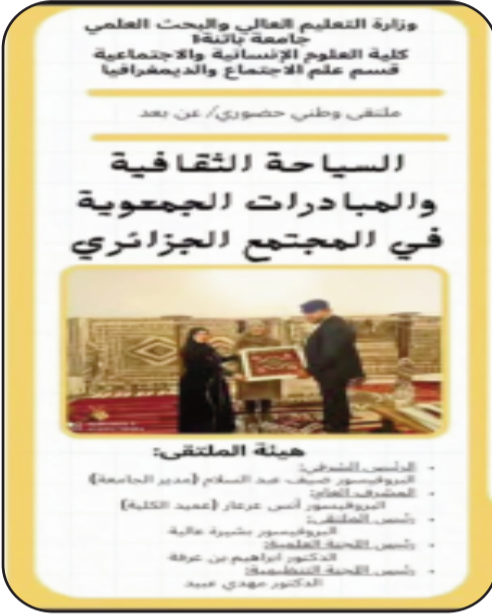 وزارة التعليم العالي والبحث العلمي
جامعة باتنة1
كلية العلوم الإنسانية والاجتماعية
قسم علم الاجتماع والديمغرافيا
ملتقى وطني حضوري/ عن بعد
السياحة الثقافية
والمبادرات الجمعوية
في المجتمع الجزائري
هيئة الملتقى:
الرئيس الشرفي:
البروفيسور ضيف عبد السلام (مدير الجامعة)
المشرف العام:
البروفيسور أنس عرعار (عميد الكلية)
رئيس الملتقى:
البروفيسور بشيرة عالية
رئيس اللجنة العلمية:
الدكتور ابراهيم بن عرفة
رئيس اللجنة التنظيمية:
الدكتور مهدي عبيد